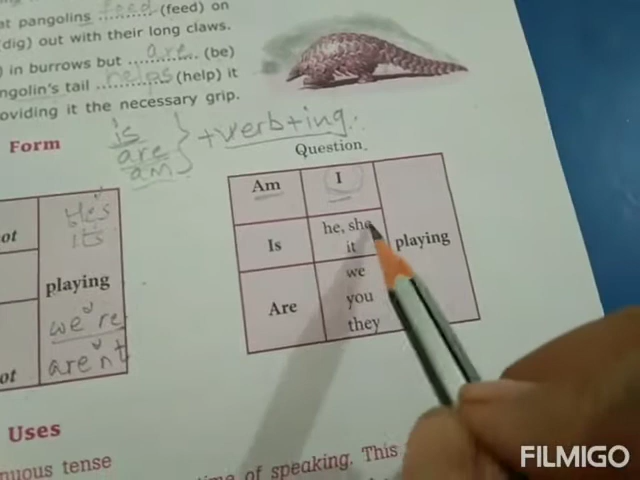 at pangolins feed (feed) on
(dig) out with their long claws.
) in burrows but are (be)
ngolin's tail helps (help) it
oviding it the necessary grip.
Form
is
are
am
+verb+ing.
Question
Am I
Is he, she
it
playing
Are we
you
they
ot
He's
it's
playing
we're
aren't
ot
Uses
nuous tense
time of speaking. This
FILMIGO